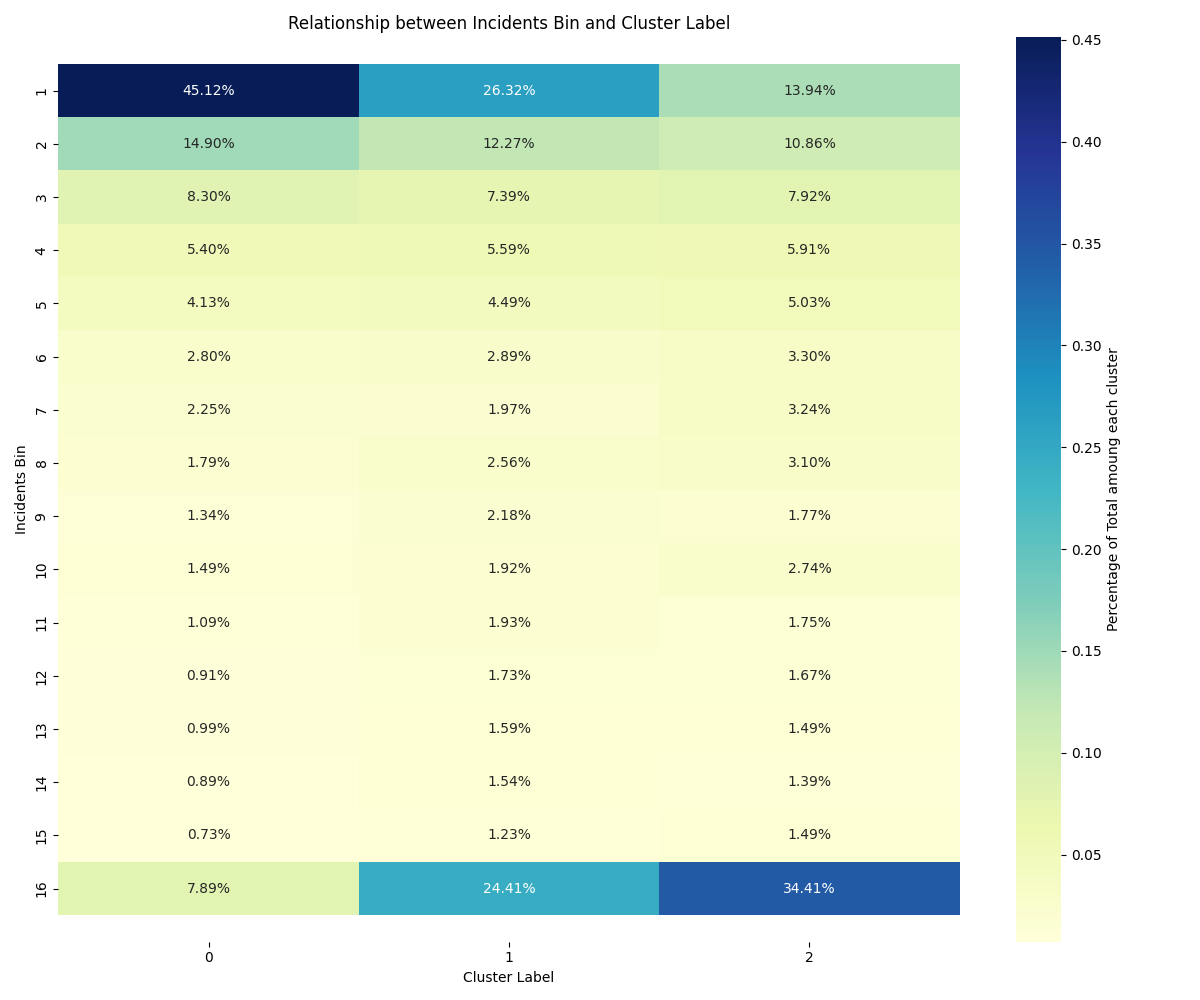 Relationship between Incidents Bin and Cluster Label
1 45.12% 26.32% 13.94%
2 14.90% 12.27% 10.86%
3 8.30% 7.39% 7.92%
4 5.40% 5.59% 5.91%
5 4.13% 4.49% 5.03%
6 2.80% 2.89% 3.30%
7 2.25% 1.97% 3.24%
8 1.79% 2.56% 3.10%
9 1.34% 2.18% 1.77%
10 1.49% 1.92% 2.74%
11 1.09% 1.93% 1.75%
12 0.91% 1.73% 1.67%
13 0.99% 1.59% 1.49%
14 0.89% 1.54% 1.39%
15 0.73% 1.23% 1.49%
16 7.89% 24.41% 34.41%
Incidents Bin
0 1 2
Cluster Label
0.45
0.40
0.35
0.30
0.25
0.20
0.15
0.10
0.05
Percentage of Total amoung each cluster